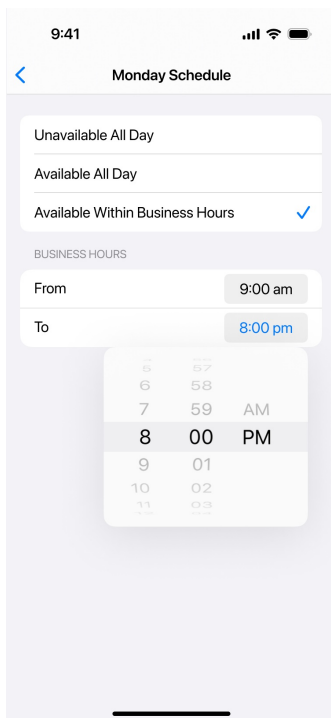 9:41
Monday Schedule
Unavailable All Day
Available All Day
Available Within Business Hours
BUSINESS HOURS
From 9:00 am
To 8:00 pm
5 57
6 58
7 59 AM
8 00 PM
9 01
10 02
11 03